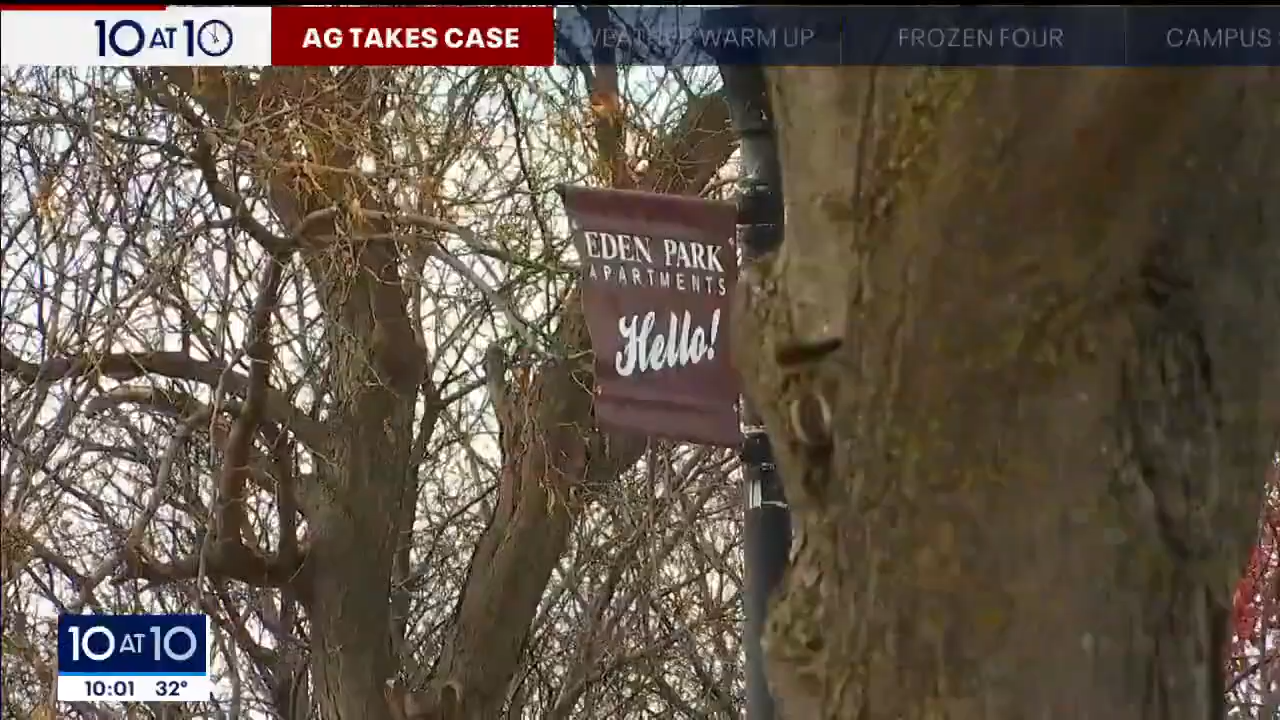 10 AT 10
AG TAKES CASE
WEATHER WARM UP
FROZEN FOUR
CAMPUS
EDEN PARK
APARTMENTS
Hello!
10 AT 10
10:01 32°